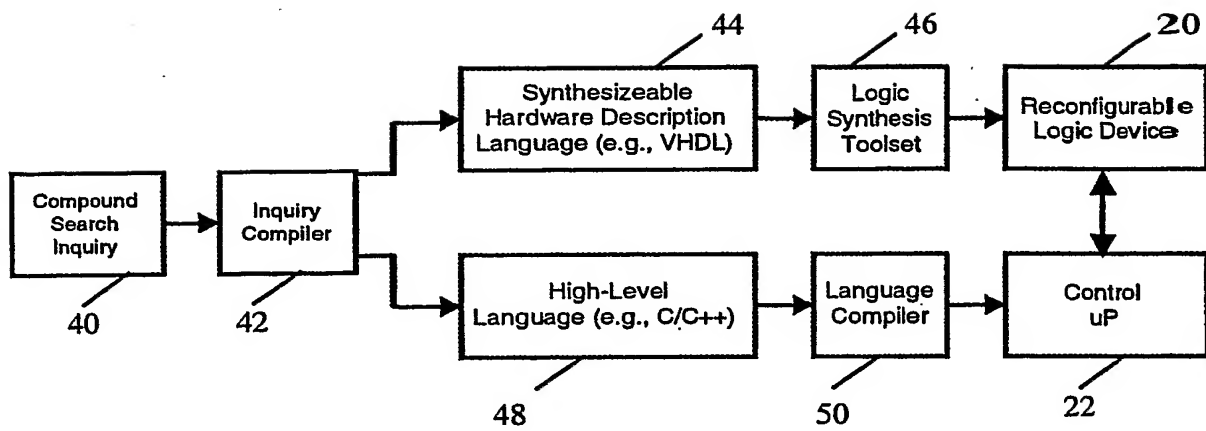 44
46
20
Synthesizeable
Hardware Description
Language (e.g., VHDL)
Logic
Synthesis
Toolset
Reconfigurable
Logic Device
Compound
Search
Inquiry
Inquiry
Compiler
40
42
High-Level
Language (e.g., C/C++)
Language
Compiler
Control
uP
48
50
22